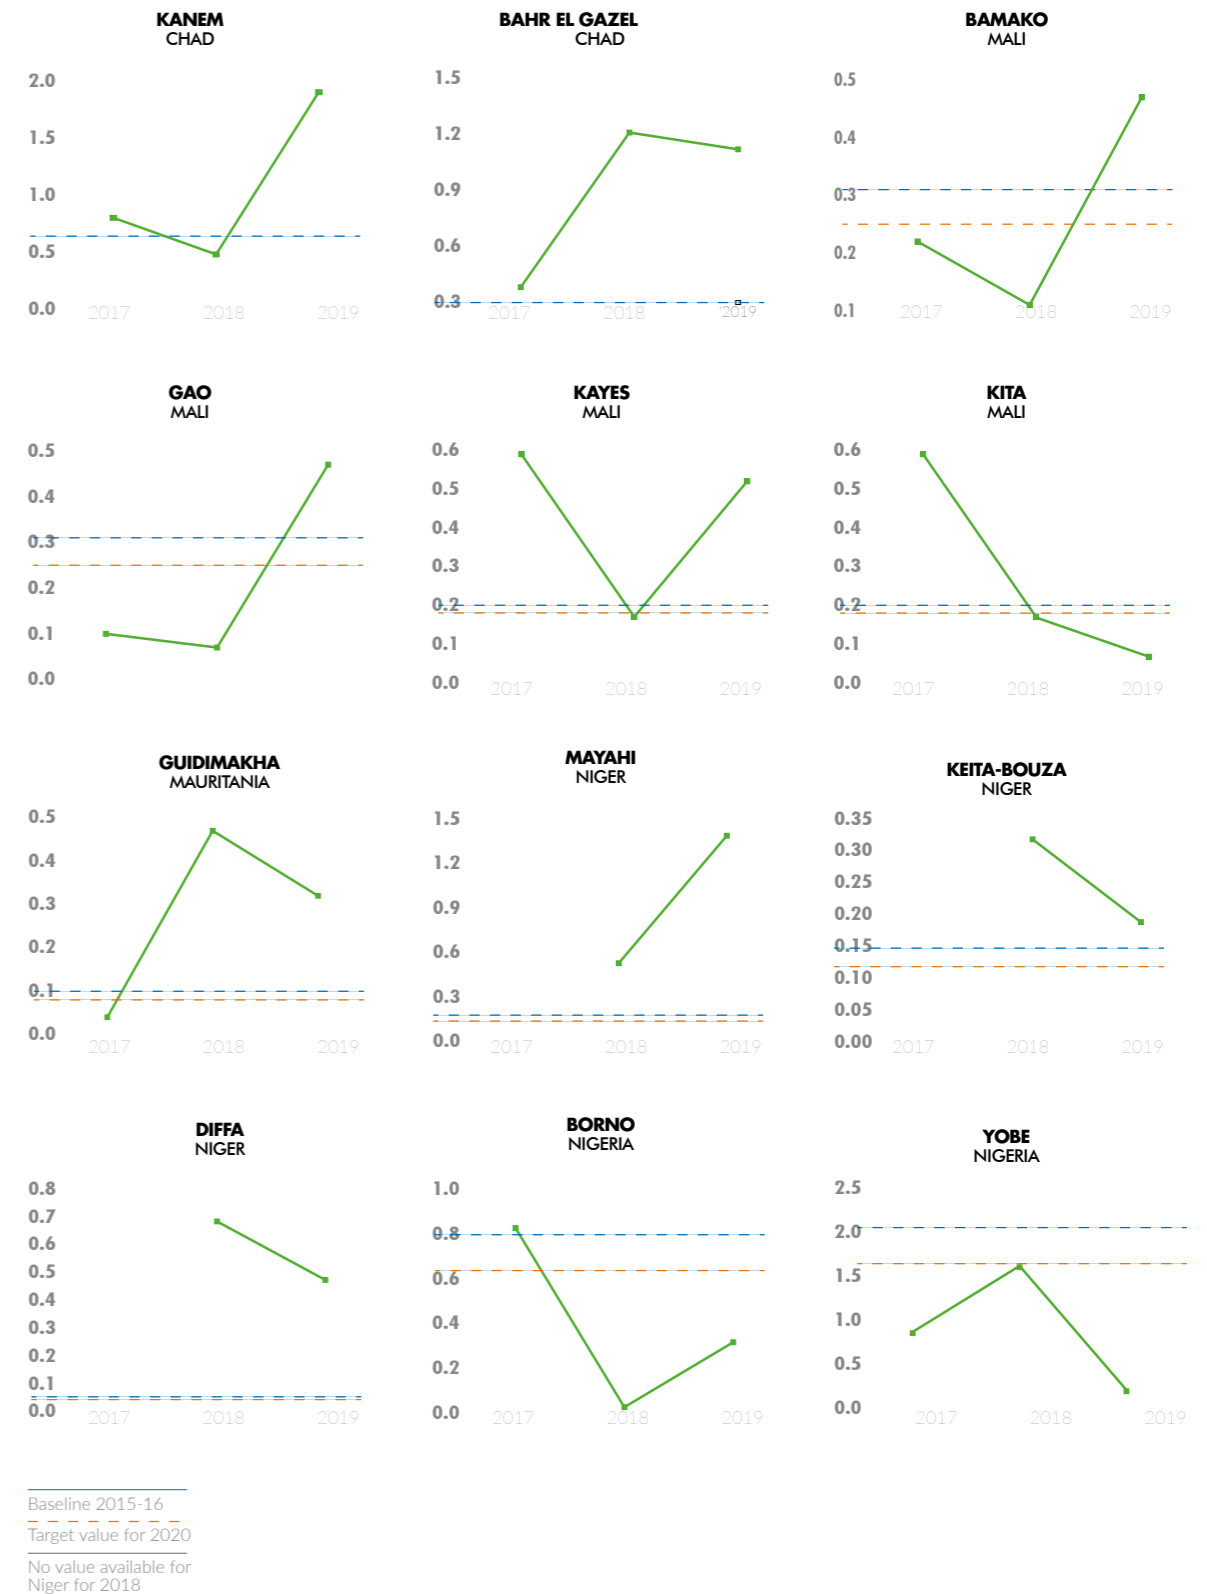 KANEM
CHAD
2.0
1.5
1.0
0.5
0.0
2017 2018 2019
BAHR EL GAZEL
CHAD
1.5
1.2
0.9
0.6
0.3
2017 2018 2019
BAMAKO
MALI
0.5
0.4
0.3
0.2
0.1
2017 2018 2019
GAO
MALI
0.5
0.4
0.3
0.2
0.1
0.0
KAYES
MALI
0.6
0.5
0.4
0.3
0.2
0.1
0.0
2017 2018 2019
KITA
MALI
0.6
0.5
0.4
0.3
0.2
0.1
0.0
2017 2018 2019
GUIDIMAKHA
MAURITANIA
0.5
0.4
0.3
0.2
0.1
0.0
2017 2018 2019
MAYAHI
NIGER
1.5
1.2
0.9
0.6
0.3
0.0
2017 2018 2019
KEITA-BOUZA
NIGER
0.35
0.30
0.25
0.20
0.15
0.10
0.05
0.00
2017 2018 2019
DIFFA
NIGER
0.8
0.7
0.6
0.5
0.4
0.3
0.2
0.1
0.0
2017 2018 2019
BORNO
NIGERIA
1.0
0.8
0.6
0.4
0.2
0.0
2017 2018 2019
YOBE
NIGERIA
2.5
2.0
1.5
1.0
0.5
0.0
2017 2018 2019
Baseline 2015-16
Target value for 2020
No value available for
Niger for 2018